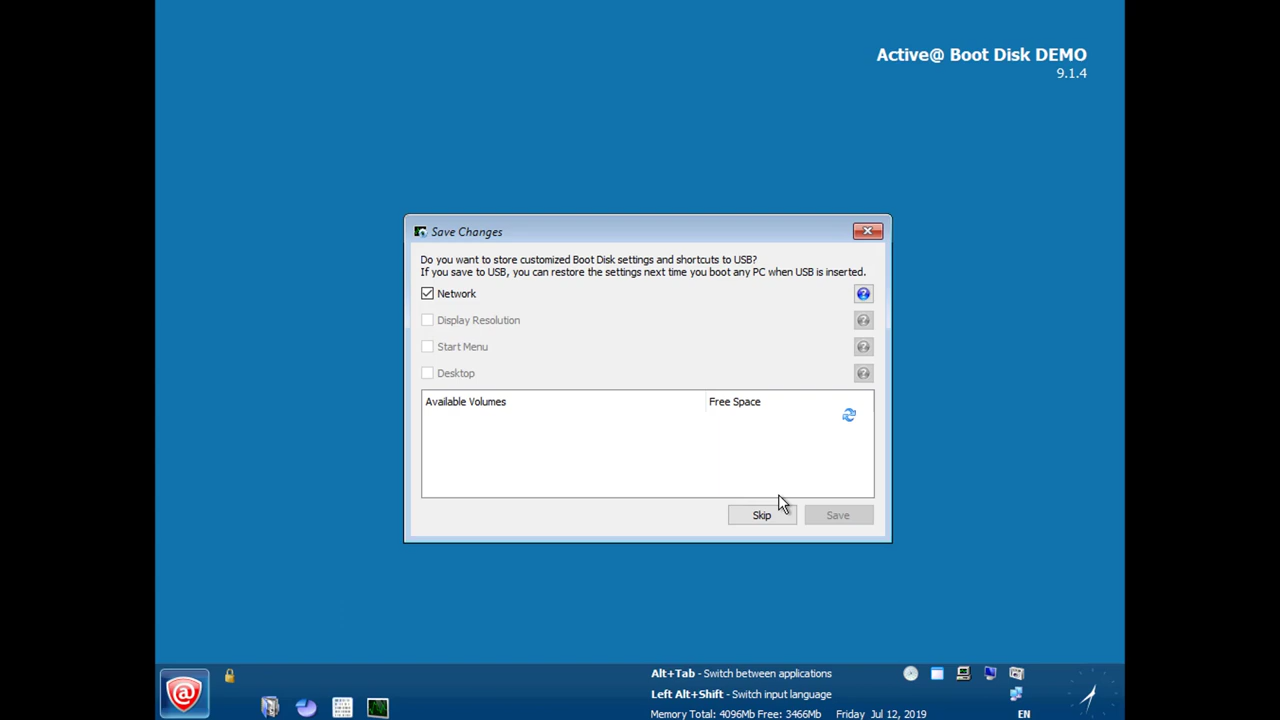 Active@ Boot Disk DEMO
9.1.4
Save Changes
Do you want to store customized Boot Disk settings and shortcuts to USB?
If you save to USB, you can restore the settings next time you boot any PC when USB is inserted.
Network
Display Resolution
Start Menu
Desktop
Available Volumes Free Space
Skip Save
Alt+Tab - Switch between applications
Left Alt+Shift - Switch input language
Memory Total: 4096Mb Free: 3466Mb Friday Jul 12, 2019 EN